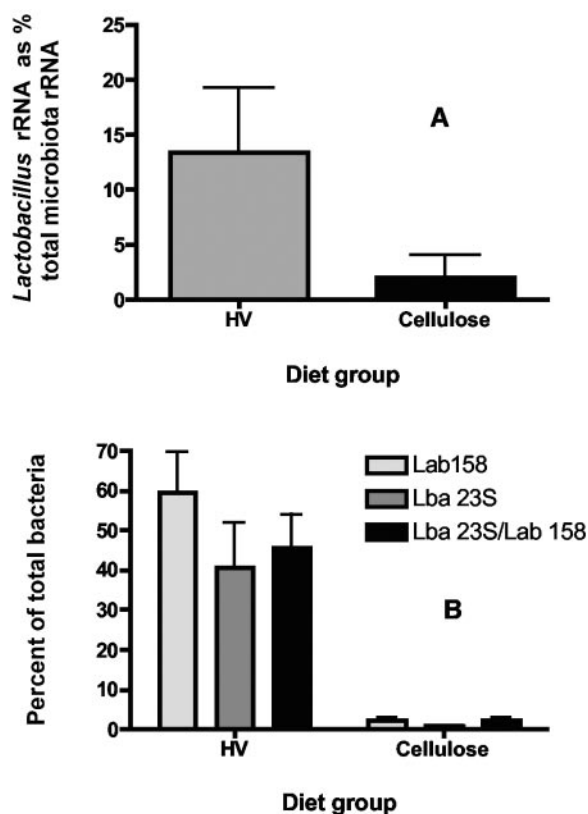 Lactobacillus rRNA as %
total microbiota rRNA
25
20
15
10
5
0
A
HV
Cellulose
Diet group
Percent of total bacteria
70
60
50
40
30
20
10
0
Lab158
Lba 23S
Lba 23S/Lab 158
B
HV
Cellulose
Diet group